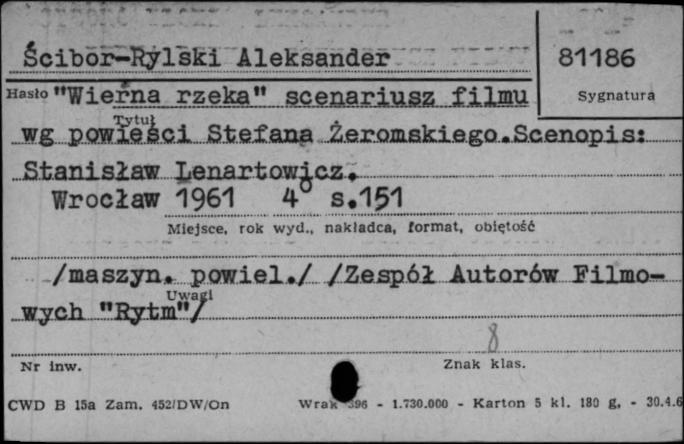 Ścibor-Rylski Aleksander
81186
Hasło "Wierna rzeka" scenariusz filmu
Sygnatura
Tytuł
wg powieści Stefana Żeromskiego.Scenopis:
Stanisław Lenartowicz.
Wrocław 1961 4° s.151
Miejsce, rok wyd., nakładca, format, objętość
/maszyn. powiel./ /Zespół Autorów Filmo-
Uwagi
wych "Rytm"/
8
Nr inw.
Znak klas.
CWD B 15a Zam. 452/DW/On
396 - 1.730.000 - Karton 5 kl. 180 g. - 30.4.6